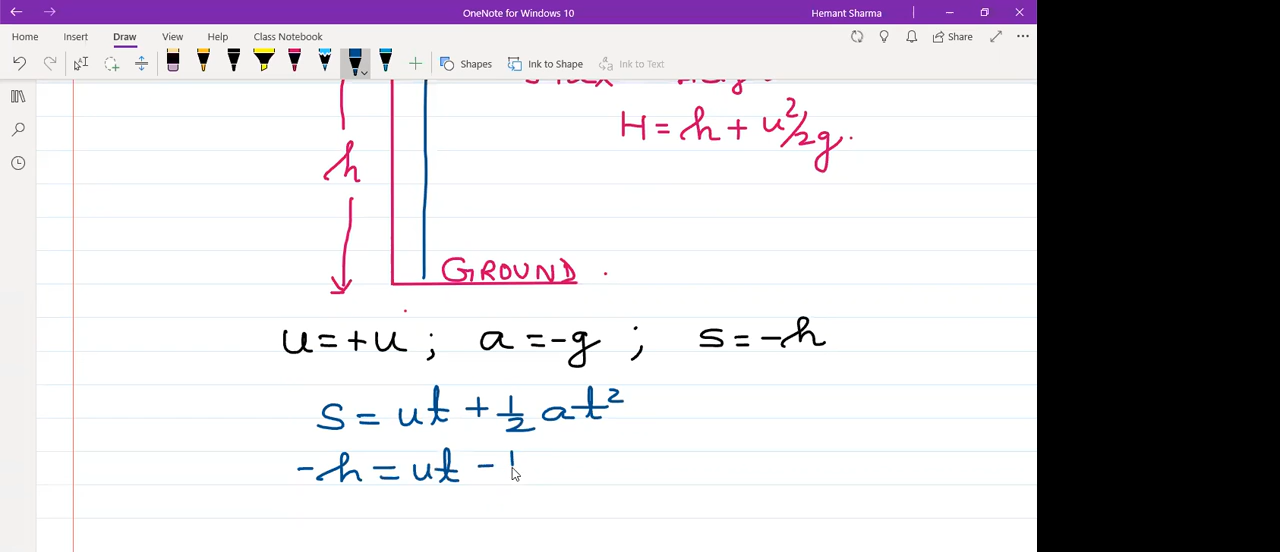 OneNote for Windows 10
Hemant Sharma
Home Insert Draw View Help Class Notebook
Share
Shapes Ink to Shape Ink to Text
H = h + u²/2g.
h
GROUND .
u = +u ; a = -g ; s = -h
S = ut + 1/2 at²
-h = ut - 1